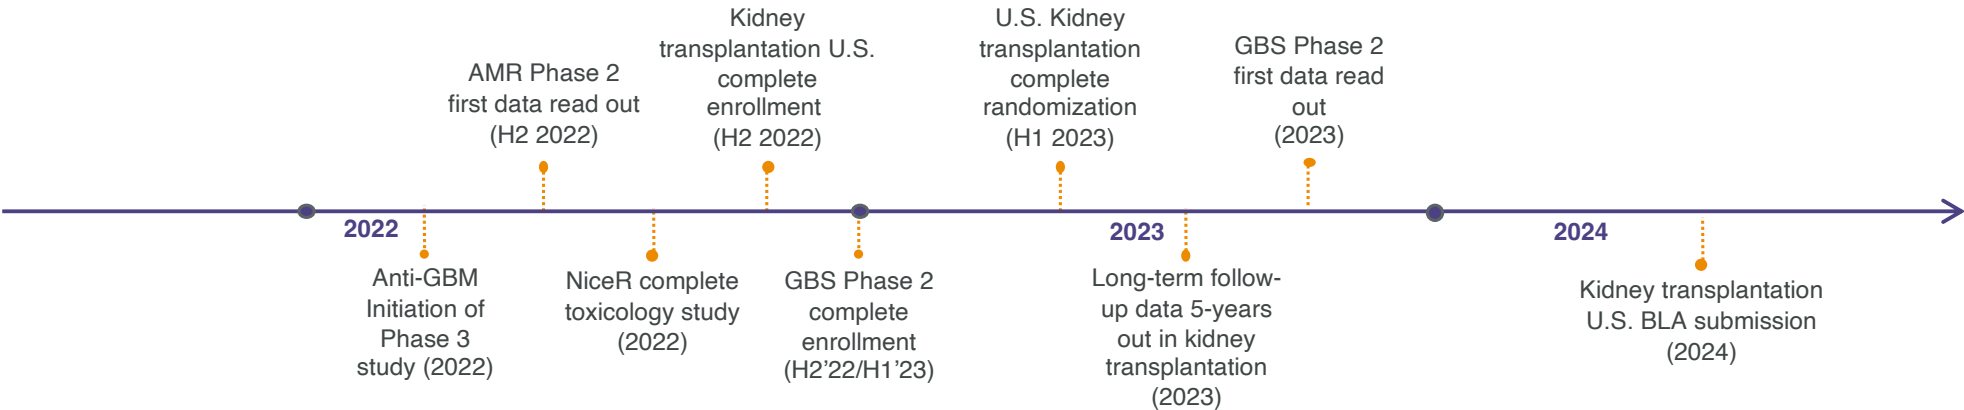 AMR Phase 2
first data read out
(H2 2022)
Kidney
transplantation U.S.
complete
enrollment
(H2 2022)
U.S. Kidney
transplantation
complete
randomization
(H1 2023)
GBS Phase 2
first data read
out
(2023)
2022
2023
2024
Anti-GBM
Initiation of
Phase 3
study (2022)
NiceR complete
toxicology study
(2022)
GBS Phase 2
complete
enrollment
(H2’22/H1’23)
Long-term follow-
up data 5-years
out in kidney
transplantation
(2023)
Kidney transplantation
U.S. BLA submission
(2024)